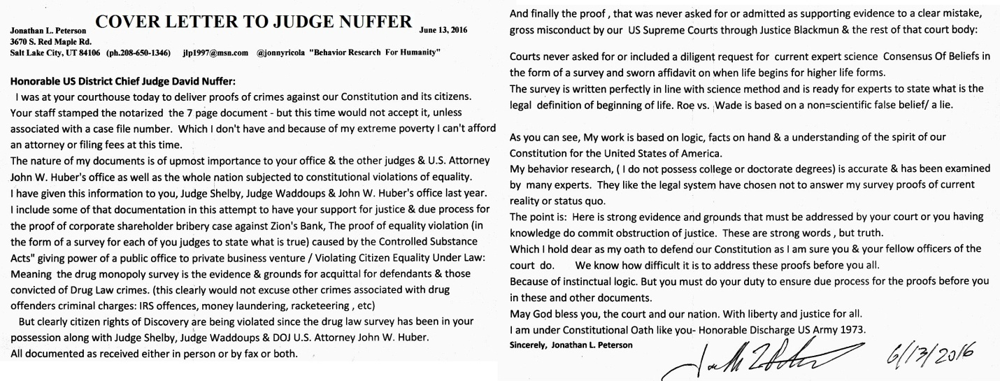 COVER LETTER TO JUDGE NUFFER
Jonathan L. Peterson
June 13, 2016
3670 S. Red Maple Rd.
Salt Lake City, UT 84106 (ph.208-650-1346) jlp1997@msn.com @jonnyricola "Behavior Research For Humanity"
Honorable US District Chief Judge David Nuffer:
I was at your courthouse today to deliver proofs of crimes against our Constitution and its citizens.
Your staff stamped the notarized the 7 page document - but this time would not accept it, unless
associated with a case file number. Which I don't have and because of my extreme poverty I can't afford
an attorney or filing fees at this time.
The nature of my documents is of upmost importance to your office & the other judges & U.S. Attorney
John W. Huber's office as well as the whole nation subjected to constitutional violations of equality.
I have given this information to you, Judge Shelby, Judge Waddoups & John W. Huber's office last year.
I include some of that documentation in this attempt to have your support for justice & due process for
the proof of corporate shareholder bribery case against Zion's Bank, The proof of equality violation (in
the form of a survey for each of you judges to state what is true) caused by the Controlled Substance
Acts" giving power of a public office to private business venture / Violating Citizen Equality Under Law:
Meaning the drug monopoly survey is the evidence & grounds for acquittal for defendants & those
convicted of Drug Law crimes. (this clearly would not excuse other crimes associated with drug
offenders criminal charges: IRS offences, money laundring, racketeering , etc)
But clearly citizen rights of Discovery are being violated since the drug law survey has been in your
possession along with Judge Shelby, Judge Waddoups & DOJ U.S. Attorney John W. Huber.
All documented as received either in person or by fax or both.
And finally the proof , that was never asked for or admitted as supporting evidence to a clear mistake,
gross misconduct by our US Supreme Courts through Justice Blackmun & the rest of that court body:
Courts never asked for or included a diligent request for current expert science Consensus Of Beliefs in
the form of a survey and sworn affidavit on when life begins for higher life forms.
The survey is written perfectly in line with science method and is ready for experts to state what is the
legal definition of beginning of life. Roe vs. Wade is based on a non=scientific false belief/ a lie.
As you can see, My work is based on logic, facts on hand & a understanding of the spirit of our
Constitution for the United States of America.
My behavior research, ( I do not possess college or doctorate degrees) is accurate & has been examined
by many experts. They like the legal system have chosen not to answer my survey proofs of current
reality or status quo.
The point is: Here is strong evidence and grounds that must be addressed by your court or you having
knowledge do commit obstruction of justice. These are strong words , but truth.
Which I hold dear as my oath to defend our Constitution as I am sure you & your fellow officers of the
court do. We know how difficult it is to address these proofs before you all.
Because of instinctual logic. But you must do your duty to ensure due process for the proofs before you
in these and other documents.
May God bless you, the court and our nation. With liberty and justice for all.
I am under Constitutional Oath like you- Honorable Discharge US Army 1973.
Sincerely, Jonathan L. Peterson
6/13/2016